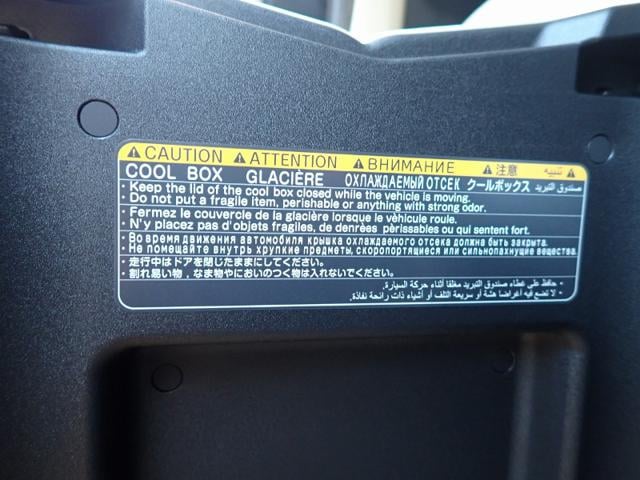 ⚠CAUTION ⚠ATTENTION ⚠ВНИМАНИЕ ⚠注意 ⚠ تنبيه
COOL BOX GLACIÈRE ОХЛАЖДАЕМЫЙ ОТСЕК クールボックス صندوق التبريد
・Keep the lid of the cool box closed while the vehicle is moving.
Do not put a fragile item, perishable or anything with strong odor.
・Fermez le couvercle de la glacière lorsque le vèhicule roule.
・N'y placez pas d'objets fragiles, de denrèes pèrissables ou qui sentent fort.
・Во время движения автомобиля крышка охлаждаемого отсека должна быть закрыта.
・Не помещайте внутрь хрупкие предметы, скоропортящиеся или сильнопахнущие вещества.
・走行中はドアを閉じたままにしてください。
・割れ易い物，なま物やにおいのつく物は入れないでください。
・حافظ على غطاء صندوق التبريد مغلقا أثناء حركة السيارة.
・لا تضع فيه أغراضا هشة أو سريعة التلف أو أشياء ذات رائحة نفاذة.